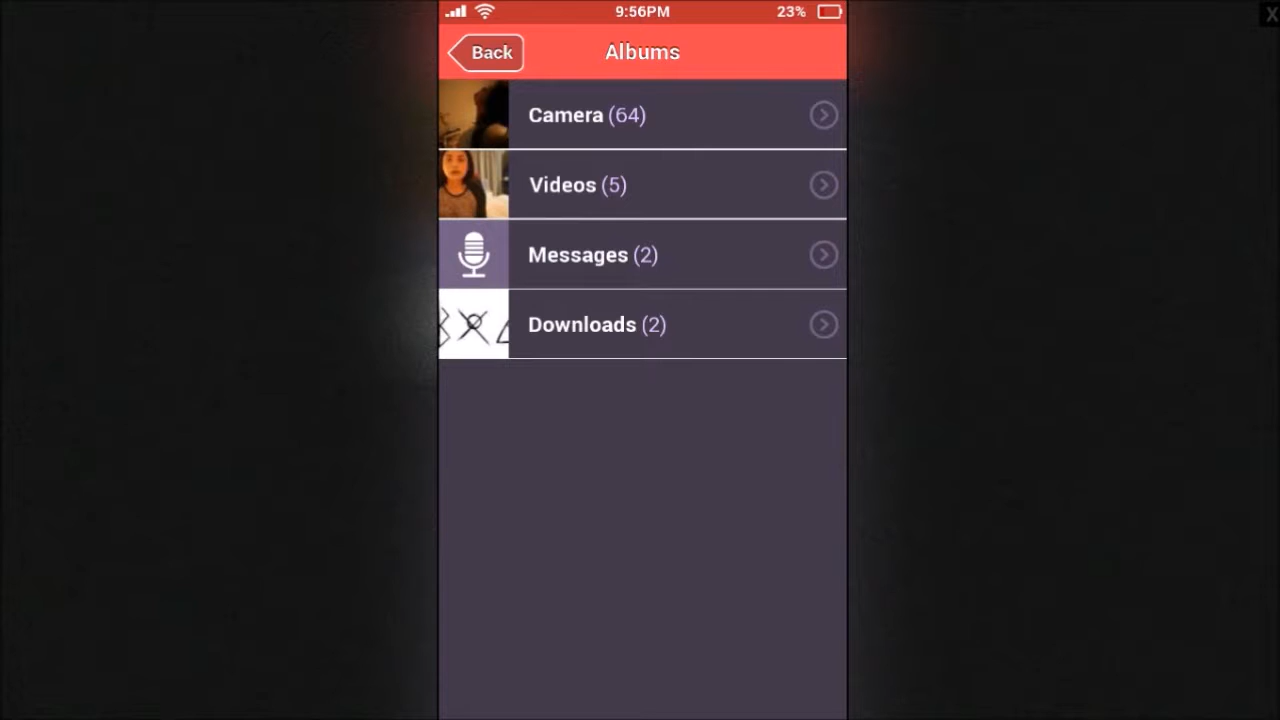 9:56PM 23%
Back Albums
Camera (64)
Videos (5)
Messages (2)
Downloads (2)
X